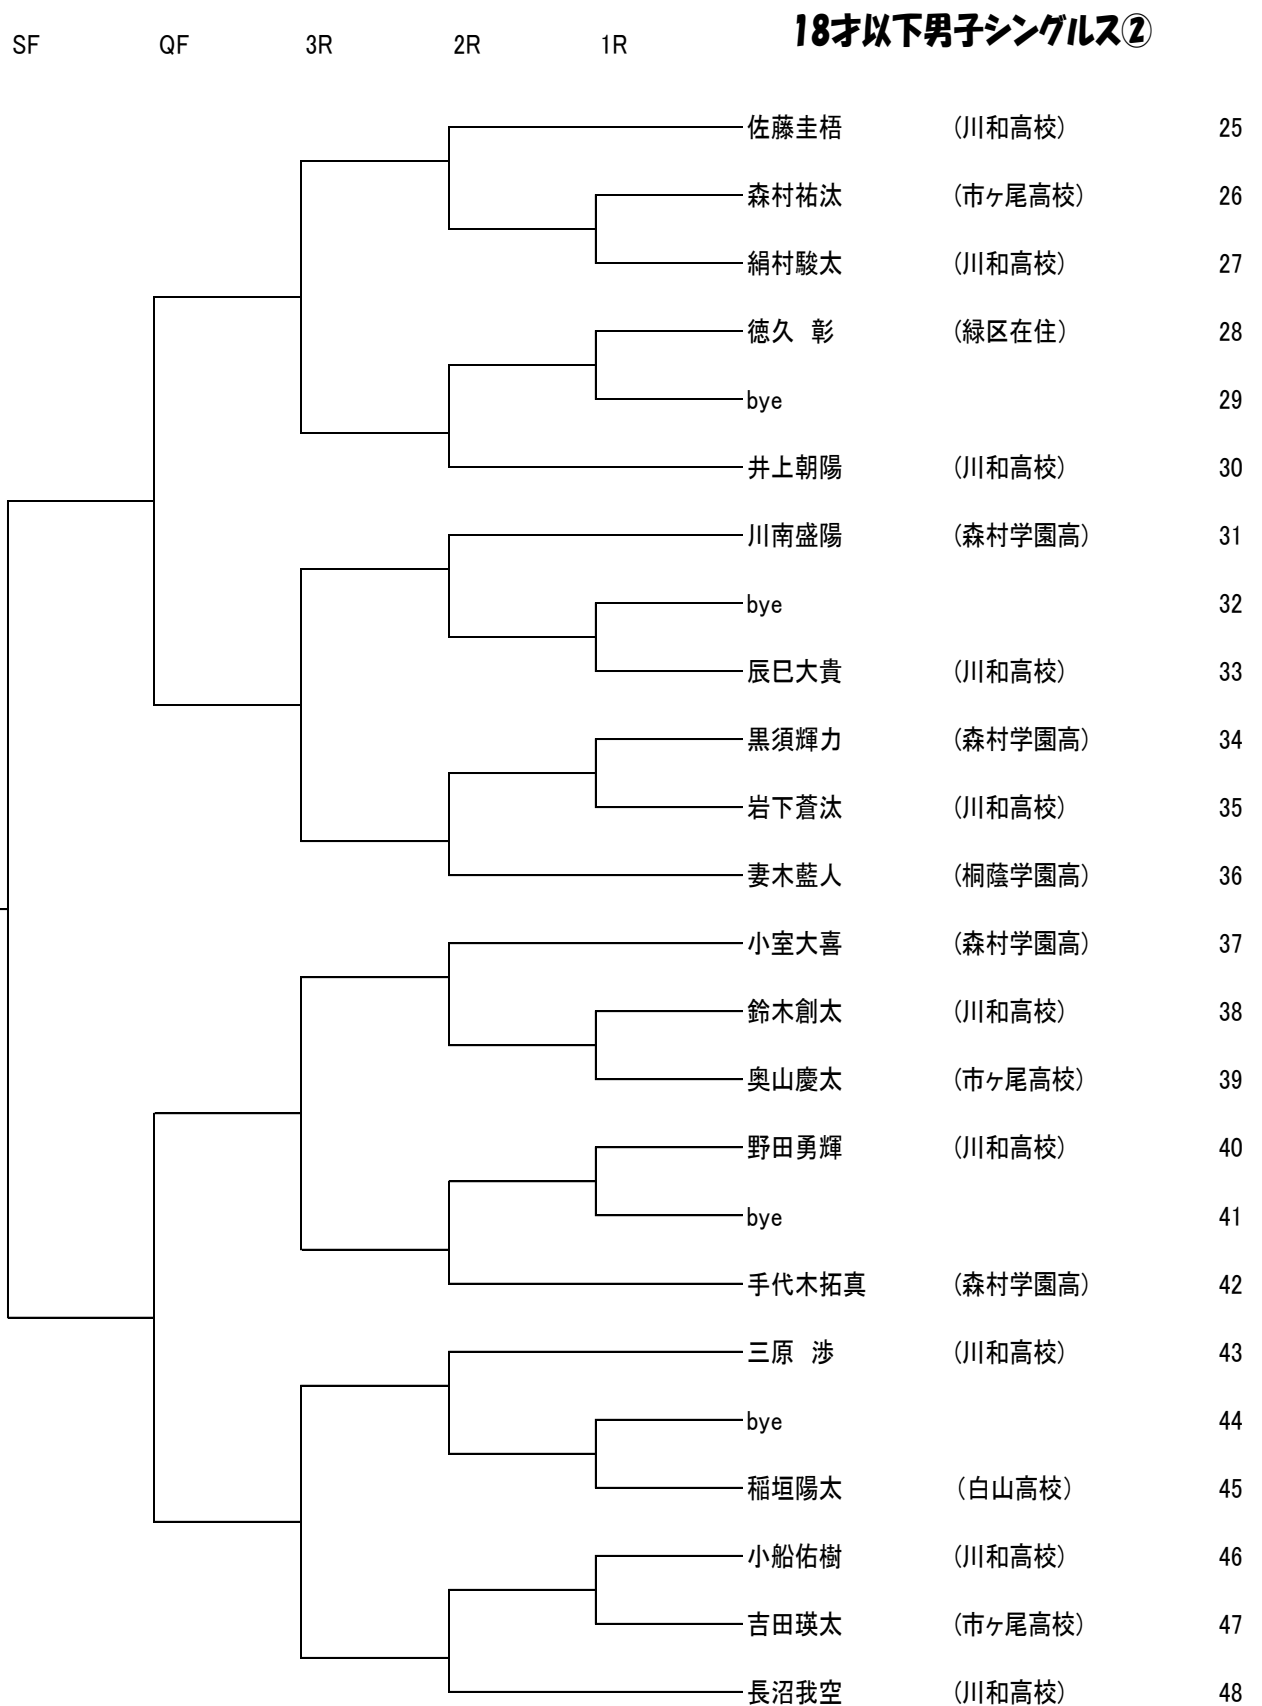 18才以下男子シングルス②
SF QF 3R 2R 1R
佐藤圭梧 (川和高校) 25
森村祐汰 (市ヶ尾高校) 26
絹村駿太 (川和高校) 27
徳久 彰 (緑区在住) 28
bye 29
井上朝陽 (川和高校) 30
川南盛陽 (森村学園高) 31
bye 32
辰巳大貴 (川和高校) 33
黒須輝力 (森村学園高) 34
岩下蒼汰 (川和高校) 35
妻木藍人 (桐蔭学園高) 36
小室大喜 (森村学園高) 37
鈴木創太 (川和高校) 38
奥山慶太 (市ヶ尾高校) 39
野田勇輝 (川和高校) 40
bye 41
手代木拓真 (森村学園高) 42
三原 渉 (川和高校) 43
bye 44
稲垣陽太 (白山高校) 45
小船佑樹 (川和高校) 46
吉田瑛太 (市ヶ尾高校) 47
長沼我空 (川和高校) 48